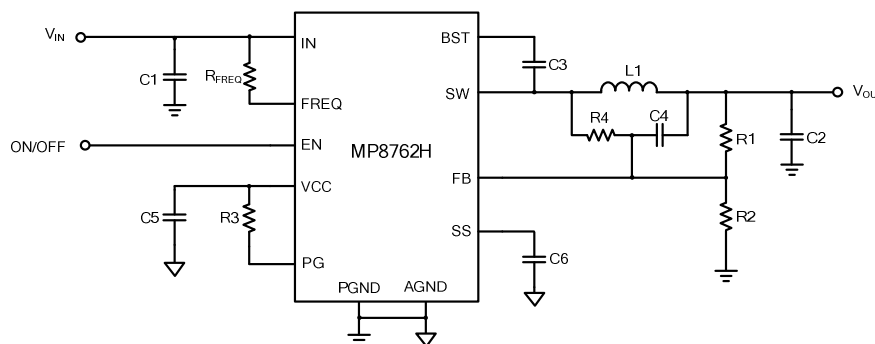 VIN
IN
BST
C3
L1
C1
RFREQ
FREQ
SW
VOU
R4
C4
R1
C2
ON/OFF
EN
MP8762H
VCC
FB
C5
R3
R2
SS
C6
PG
PGND
AGND